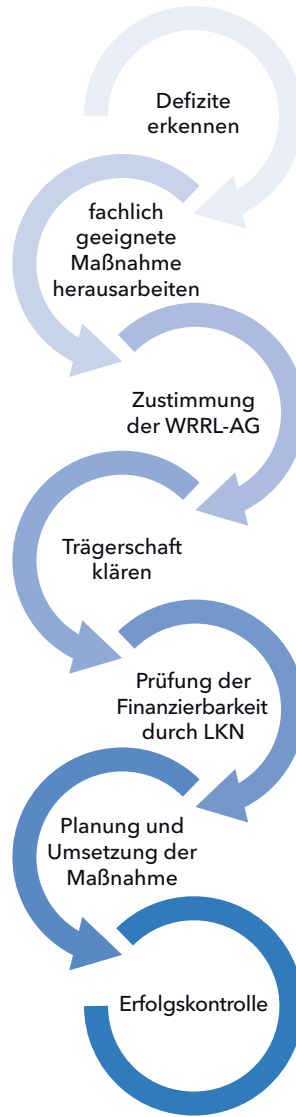 Defizite
erkennen
fachlich
geeignete
Maßnahme
herausarbeiten
Zustimmung
der WRRL-AG
Trägerschaft
klären
Prüfung der
Finanzierbarkeit
durch LKN
Planung und
Umsetzung der
Maßnahme
Erfolgskontrolle